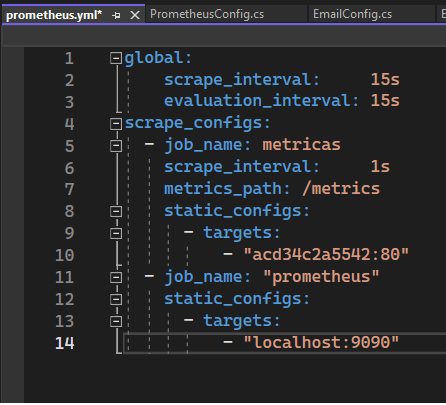 prometheus.yml* PrometheusConfig.cs EmailConfig.cs E
1 global:
2     scrape_interval:     15s
3     evaluation_interval: 15s
4 scrape_configs:
5   - job_name: metricas
6     scrape_interval:     1s
7     metrics_path: /metrics
8     static_configs:
9       - targets:
10          - "acd34c2a5542:80"
11  - job_name: "prometheus"
12    static_configs:
13      - targets:
14          - "localhost:9090"